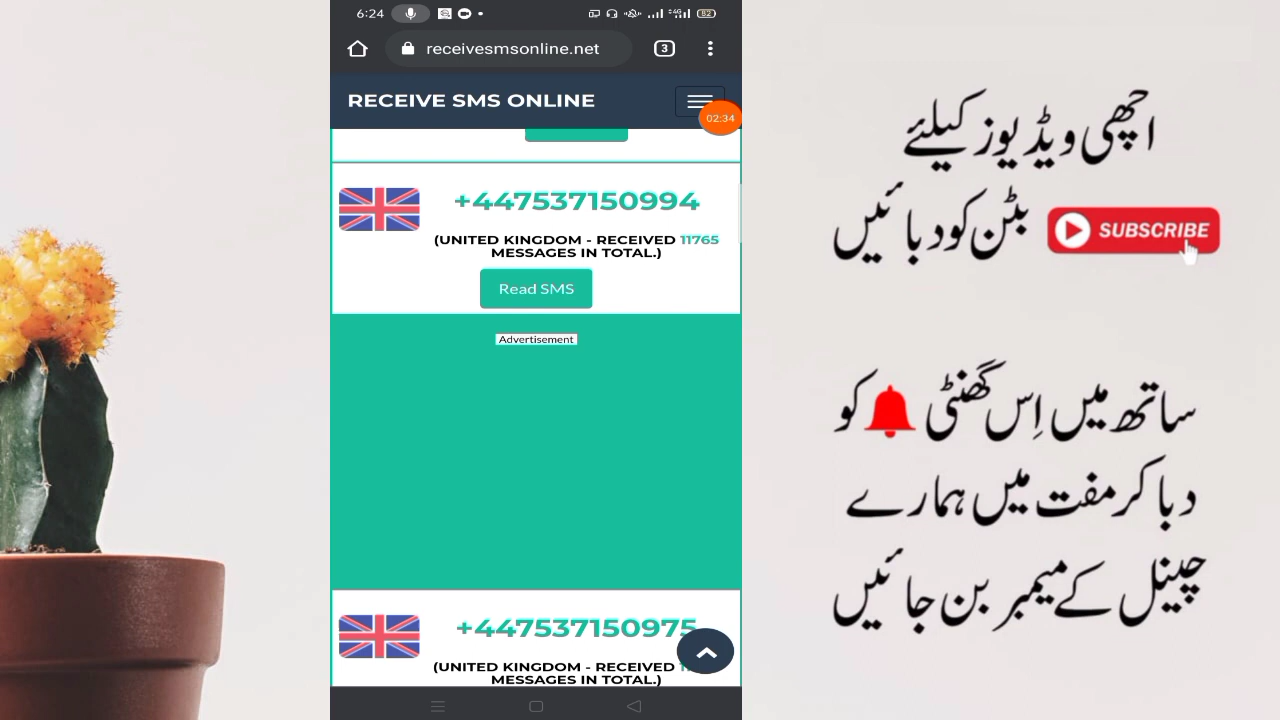 6:24
82
receivesmsonline.net
3
RECEIVE SMS ONLINE
02:34
+447537150994
(UNITED KINGDOM - RECEIVED 11765
MESSAGES IN TOTAL.)
Read SMS
Advertisement
+447537150975
(UNITED KINGDOM - RECEIVED
MESSAGES IN TOTAL.)
اچھی ویڈیوز کیلئے
SUBSCRIBE بٹن کو دبائیں
ساتھ میں اِس گھنٹی کو
دبا کر مفت میں ہمارے
چینل کے میمبر بن جائیں